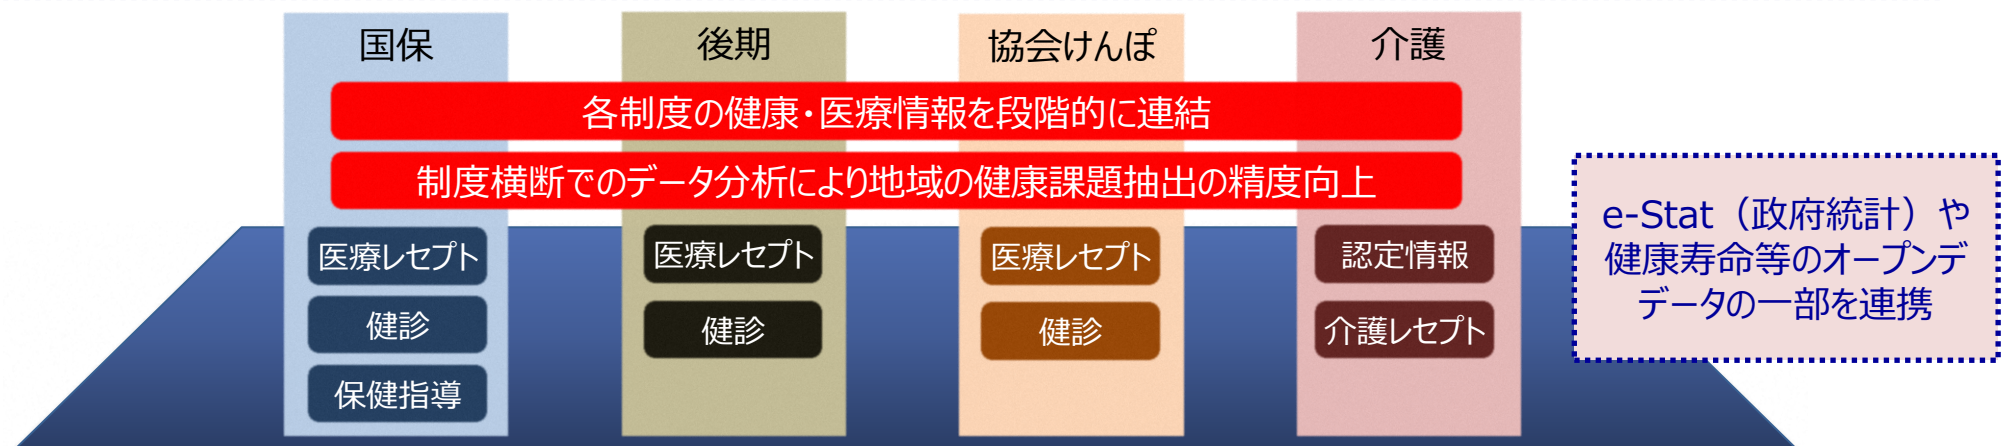 国保
後期
協会けんぽ
介護
各制度の健康・医療情報を段階的に連結
制度横断でのデータ分析により地域の健康課題抽出の精度向上
医療レセプト
健診
保健指導
医療レセプト
健診
医療レセプト
健診
認定情報
介護レセプト
e-Stat（政府統計）や
健康寿命等のオープンデ
データの一部を連携